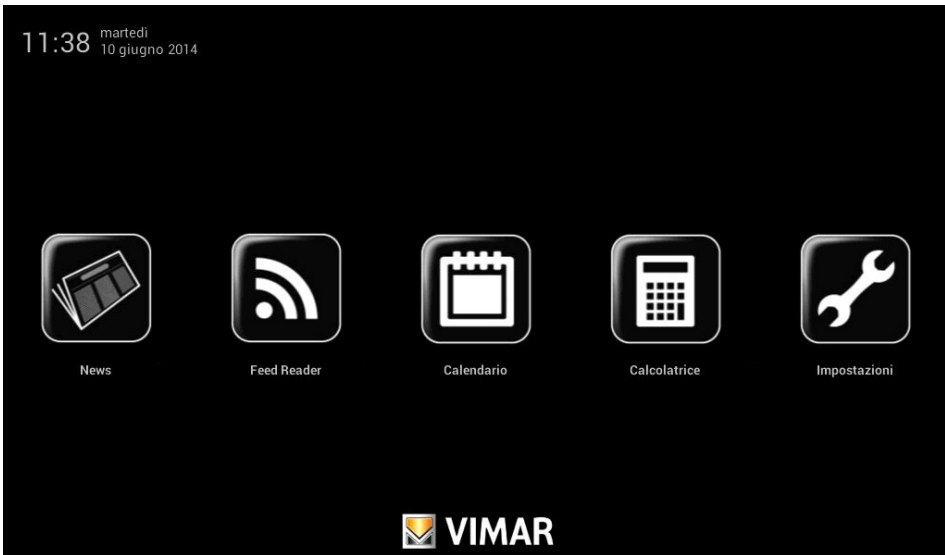 11:38
martedì
10 giugno 2014
News
Feed Reader
Calendario
Calcolatrice
Impostazioni
VIMAR